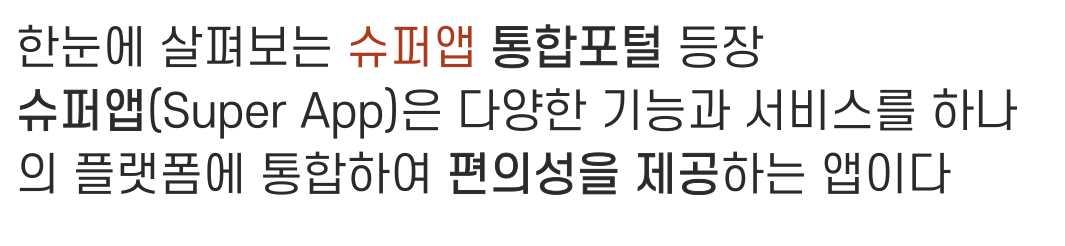 한눈에 살펴보는 슈퍼앱 통합포털 등장
슈퍼앱(Super App)은 다양한 기능과 서비스를 하나
의 플랫폼에 통합하여 편의성을 제공하는 앱이다